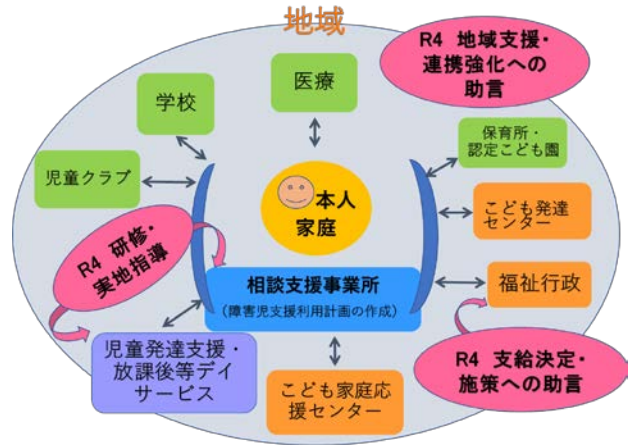 地域
R4 地域支援・
連携強化への
助言
医療
学校
保育所・
認定こども園
児童クラブ
本人
家庭
こども発達
センター
R4 研修・
実地指導
相談支援事業所
（障害児支援利用計画の作成）
福祉行政
児童発達支援・
放課後等デイ
サービス
こども家庭応
援センター
R4 支給決定・
施策への助言